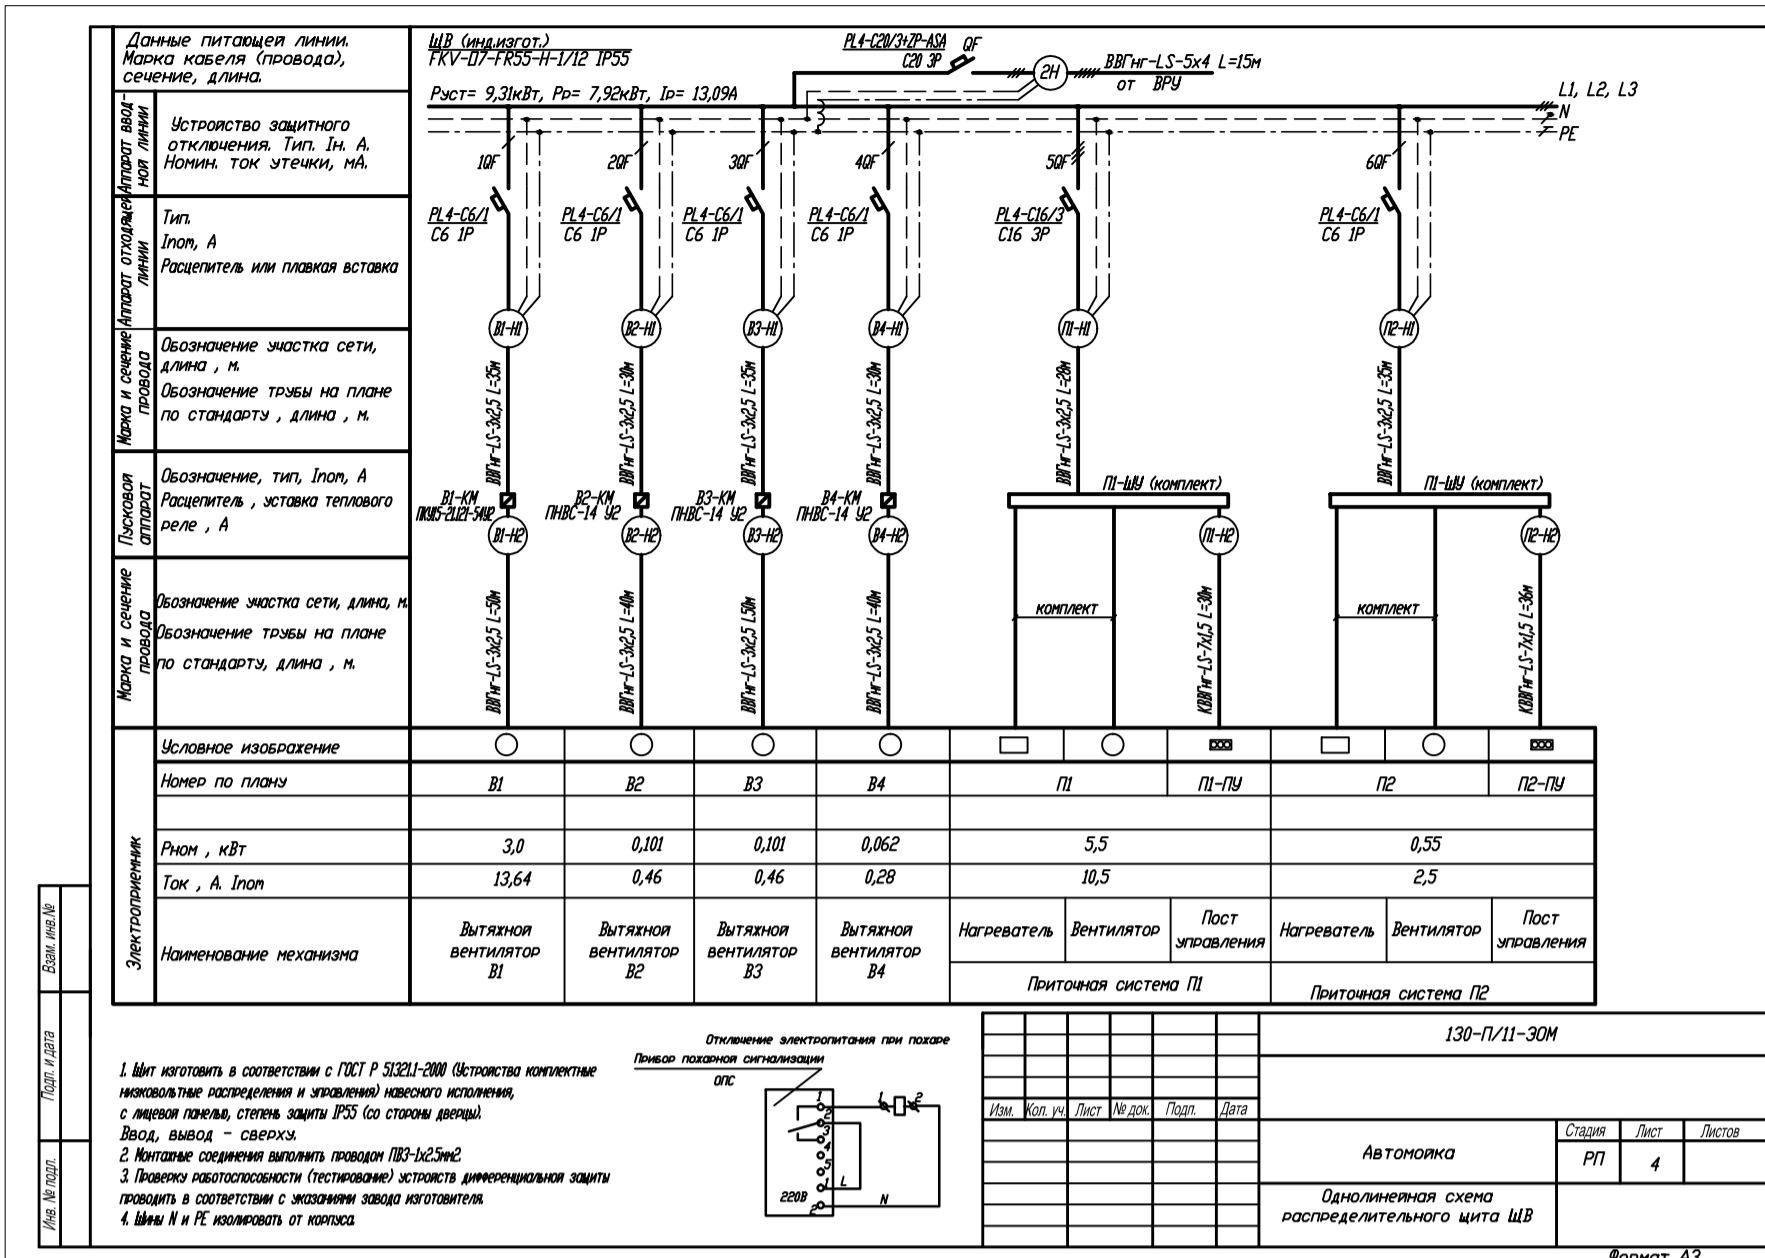 Данные питающей линии.
Марка кабеля (провода),
сечение, длина.
ЩВ (инд.изгот.)
FKV-07-FR55-H-1/12 IP55
PL4-C20/3+ZP-ASA
C20 3P
QF
2H
ВВГнг-LS-5х4 L=15м
от ВРУ
Руст= 9,31кВт, Рр= 7,92кВт, Iр= 13,09А
L1, L2, L3
N
PE
Аппарат ввод-
ной линии
Устройство защитного
отключения. Тип. Iн. А.
Номин. ток утечки, мА.
1QF
2QF
3QF
4QF
5QF
6QF
Аппарат отходящей
линии
Тип.
Iном, А
Расцепитель или плавкая вставка
PL4-C6/1
C6 1P
PL4-C6/1
C6 1P
PL4-C6/1
C6 1P
PL4-C6/1
C6 1P
PL4-C16/3
C16 3P
PL4-C6/1
C6 1P
В1-Н1
В2-Н1
В3-Н1
В4-Н1
П1-Н1
П2-Н1
Марка и сечение
провода
Обозначение участка сети,
длина , м.
Обозначение трубы на плане
по стандарту , длина , м.
ВВГнг-LS-3х2,5 L=35м
ВВГнг-LS-3х2,5 L=30м
ВВГнг-LS-3х2,5 L=35м
ВВГнг-LS-3х2,5 L=30м
ВВГнг-LS-3х2,5 L=28м
ВВГнг-LS-3х2,5 L=35м
Пусковой
аппарат
Обозначение, тип, Iном, А
Расцепитель , уставка теплового
реле , А
В1-КМ
ПКУ15-21.121-54У2
В2-КМ
ПНВС-14 У2
В3-КМ
ПНВС-14 У2
В4-КМ
ПНВС-14 У2
П1-ШУ (комплект)
П1-ШУ (комплект)
В1-Н2
В2-Н2
В3-Н2
В4-Н2
П1-Н2
П2-Н2
Марка и сечение
провода
Обозначение участка сети, длина, м.
Обозначение трубы на плане
по стандарту, длина , м.
ВВГнг-LS-3х2,5 L=50м
ВВГнг-LS-3х2,5 L=40м
ВВГнг-LS-3х2,5 L50м
ВВГнг-LS-3х2,5 L=40м
комплект
КВВГнг-LS-7х1,5 L=30м
комплект
КВВГнг-LS-7х1,5 L=36м
Электроприемник
Условное изображение
Номер по плану
В1
В2
В3
В4
П1
П1-ПУ
П2
П2-ПУ
Рном , кВт
3,0
0,101
0,101
0,062
5,5
0,55
Ток , А. Iном
13,64
0,46
0,46
0,28
10,5
2,5
Наименование механизма
Вытяжной
вентилятор
В1
Вытяжной
вентилятор
В2
Вытяжной
вентилятор
В3
Вытяжной
вентилятор
В4
Нагреватель
Вентилятор
Пост
управления
Нагреватель
Вентилятор
Пост
управления
Приточная система П1
Приточная система П2
Взам. инв.№
Подп. и дата
Инв. № подл.
1. Щит изготовить в соответствии с ГОСТ Р 51321.1-2000 (Устройства комплектные
низковольтные распределения и управления) навесного исполнения,
с лицевой панелью, степень защиты IP55 (со стороны дверцы).
Ввод, вывод - сверху.
2. Монтажные соединения выполнить проводом ПВ3-1х2.5мм2.
3. Проверку работоспособности (тестирование) устройств дифференциальной защиты
проводить в соответствии с указаниями завода изготовителя.
4. Шины N и PE изолировать от корпуса.
Отключение электропитания при пожаре
Прибор пожарной сигнализации
ОПС
1
2
3
4
5
1
2
220В
L
N
1
2
130-П/11-ЭОМ
Изм.
Кол. уч.
Лист
№ док.
Подп.
Дата
Автомойка
Стадия
Лист
Листов
РП
4
Однолинейная схема
распределительного щита ЩВ
Формат А3